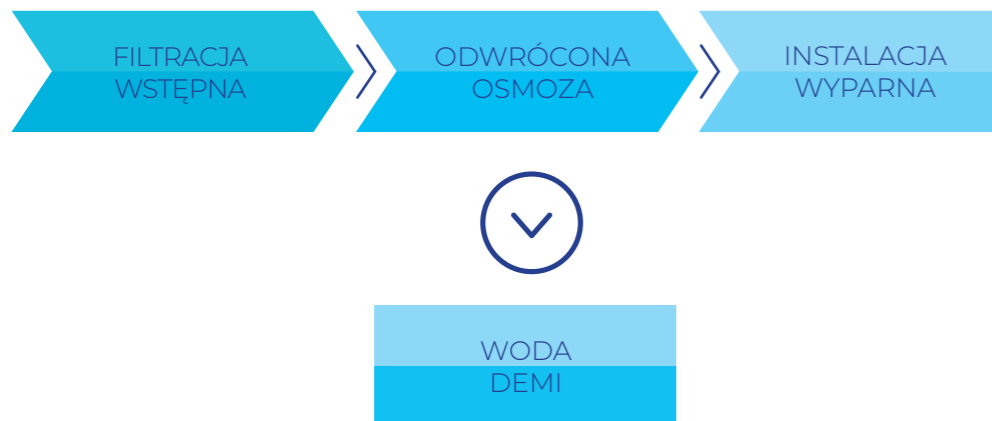 FILTRACJA
WSTĘPNA
ODWRÓCONA
OSMOZA
INSTALACJA
WYPARNA
WODA
DEMI